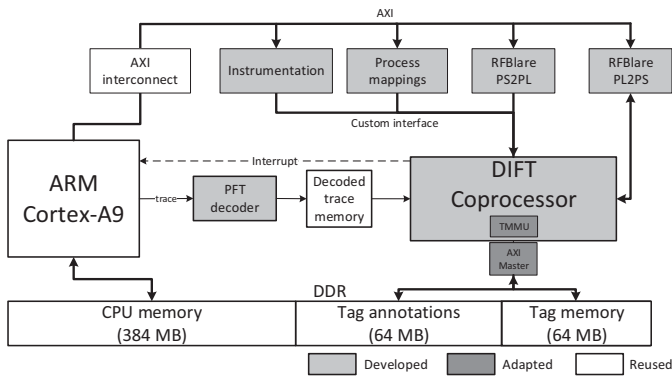 AXI
AXI
interconnect
Instrumentation
Process
mappings
RFBlare
PS2PL
RFBlare
PL2PS
Custom interface
ARM
Cortex-A9
Interrupt
trace
PFT
decoder
Decoded
trace
memory
DIFT
Coprocessor
TMMU
AXI
Master
DDR
CPU memory
(384 MB)
Tag annotations
(64 MB)
Tag memory
(64 MB)
Developed
Adapted
Reused